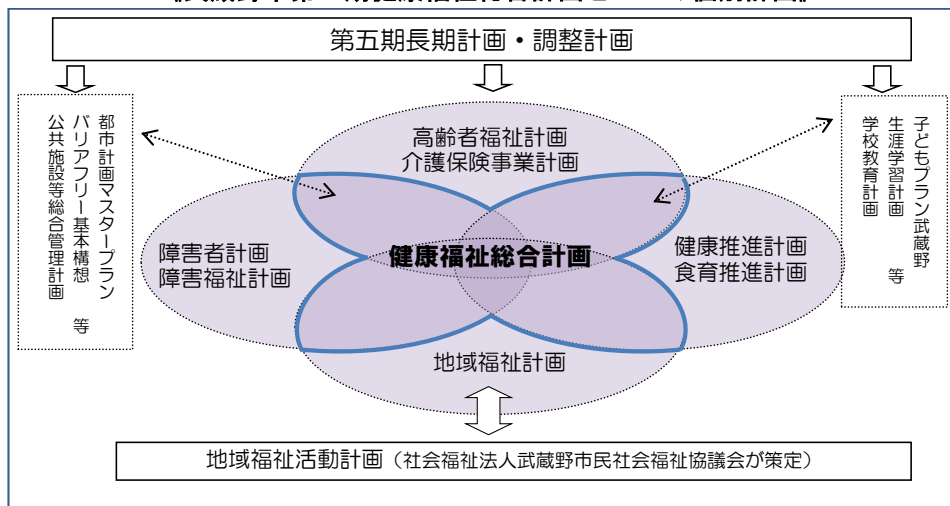 第五期長期計画・調整計画
都市計画マスタープラン
バリアフリー基本構想　等
公共施設等総合管理計画
高齢者福祉計画
介護保険事業計画
子どもプラン武蔵野
生涯学習計画　等
学校教育計画
障害者計画
障害福祉計画
健康福祉総合計画
健康推進計画
食育推進計画
地域福祉計画
地域福祉活動計画（社会福祉法人武蔵野市民社会福祉協議会が策定）